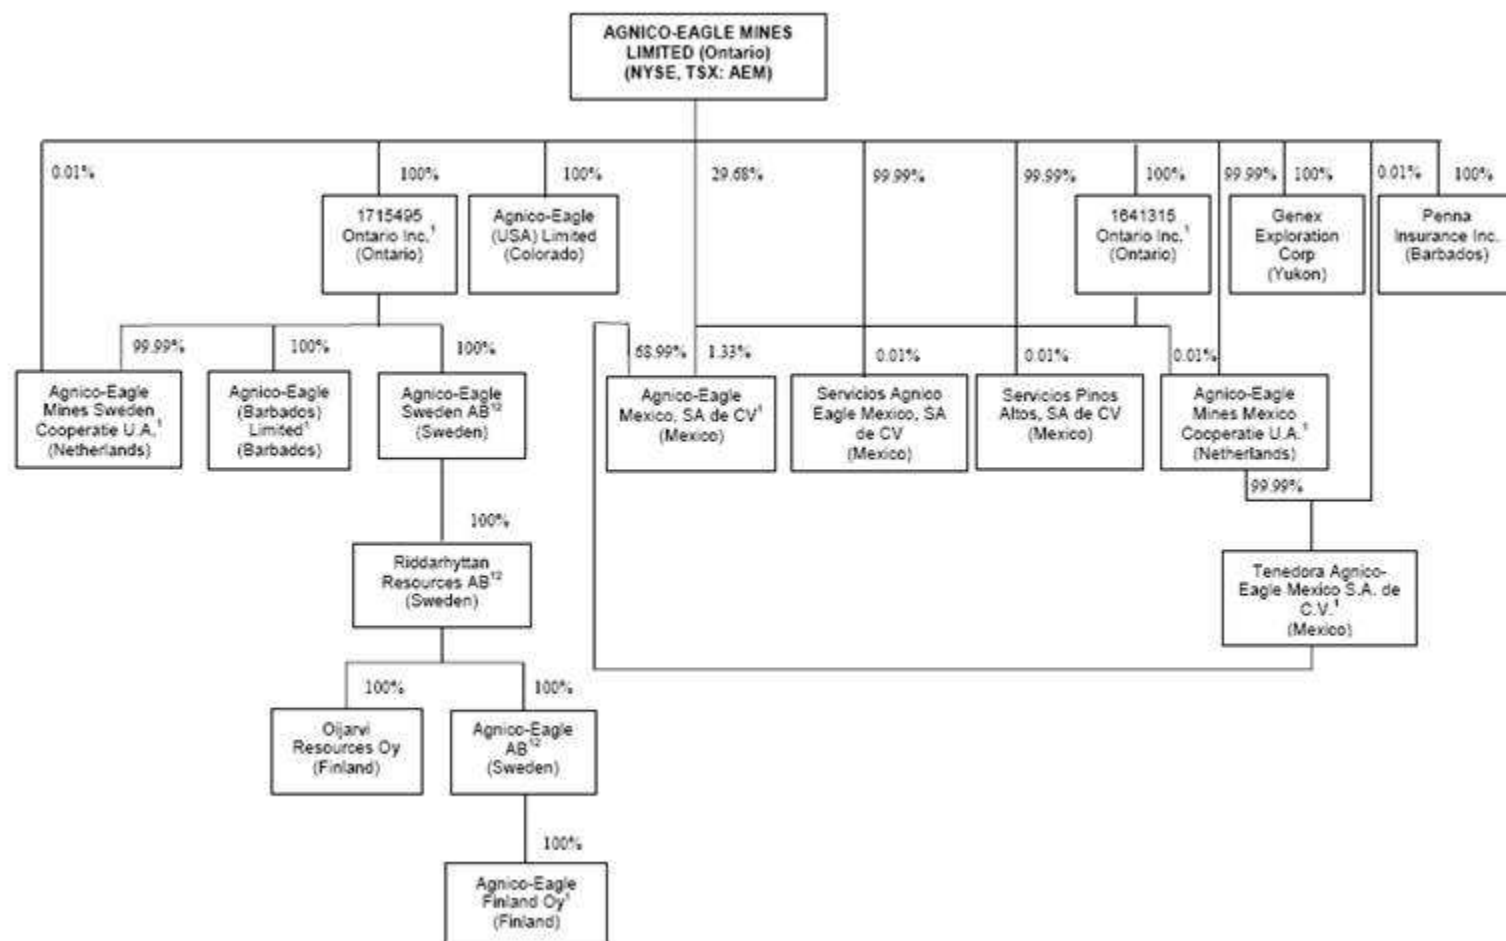 AGNICO-EAGLE MINES
LIMITED (Ontario)
(NYSE, TSX: AEM)
0.01%
100%
100%
29.68%
99.99%
99.99%
100%
99.99%
100%
0.01%
100%
1715495
Ontario Inc.¹
(Ontario)
Agnico-Eagle
(USA) Limited
(Colorado)
1641315
Ontario Inc.¹
(Ontario)
Genex
Exploration
Corp
(Yukon)
Penna
Insurance Inc.
(Barbados)
99.99%
100%
100%
68.99%
1.33%
0.01%
0.01%
0.01%
Agnico-Eagle
Mines Sweden
Cooperatie U.A.¹
(Netherlands)
Agnico-Eagle
(Barbados)
Limited¹
(Barbados)
Agnico-Eagle
Sweden AB¹²
(Sweden)
Agnico-Eagle
Mexico, SA de CV¹
(Mexico)
Servicios Agnico
Eagle Mexico, SA
de CV
(Mexico)
Servicios Pinos
Altos, SA de CV
(Mexico)
Agnico-Eagle
Mines Mexico
Cooperatie U.A.¹
(Netherlands)
99.99%
100%
Riddarhyttan
Resources AB¹²
(Sweden)
Tenedora Agnico-
Eagle Mexico S.A. de
C.V.¹
(Mexico)
100%
100%
Oijarvi
Resources Oy
(Finland)
Agnico-Eagle
AB¹²
(Sweden)
100%
Agnico-Eagle
Finland Oy¹
(Finland)